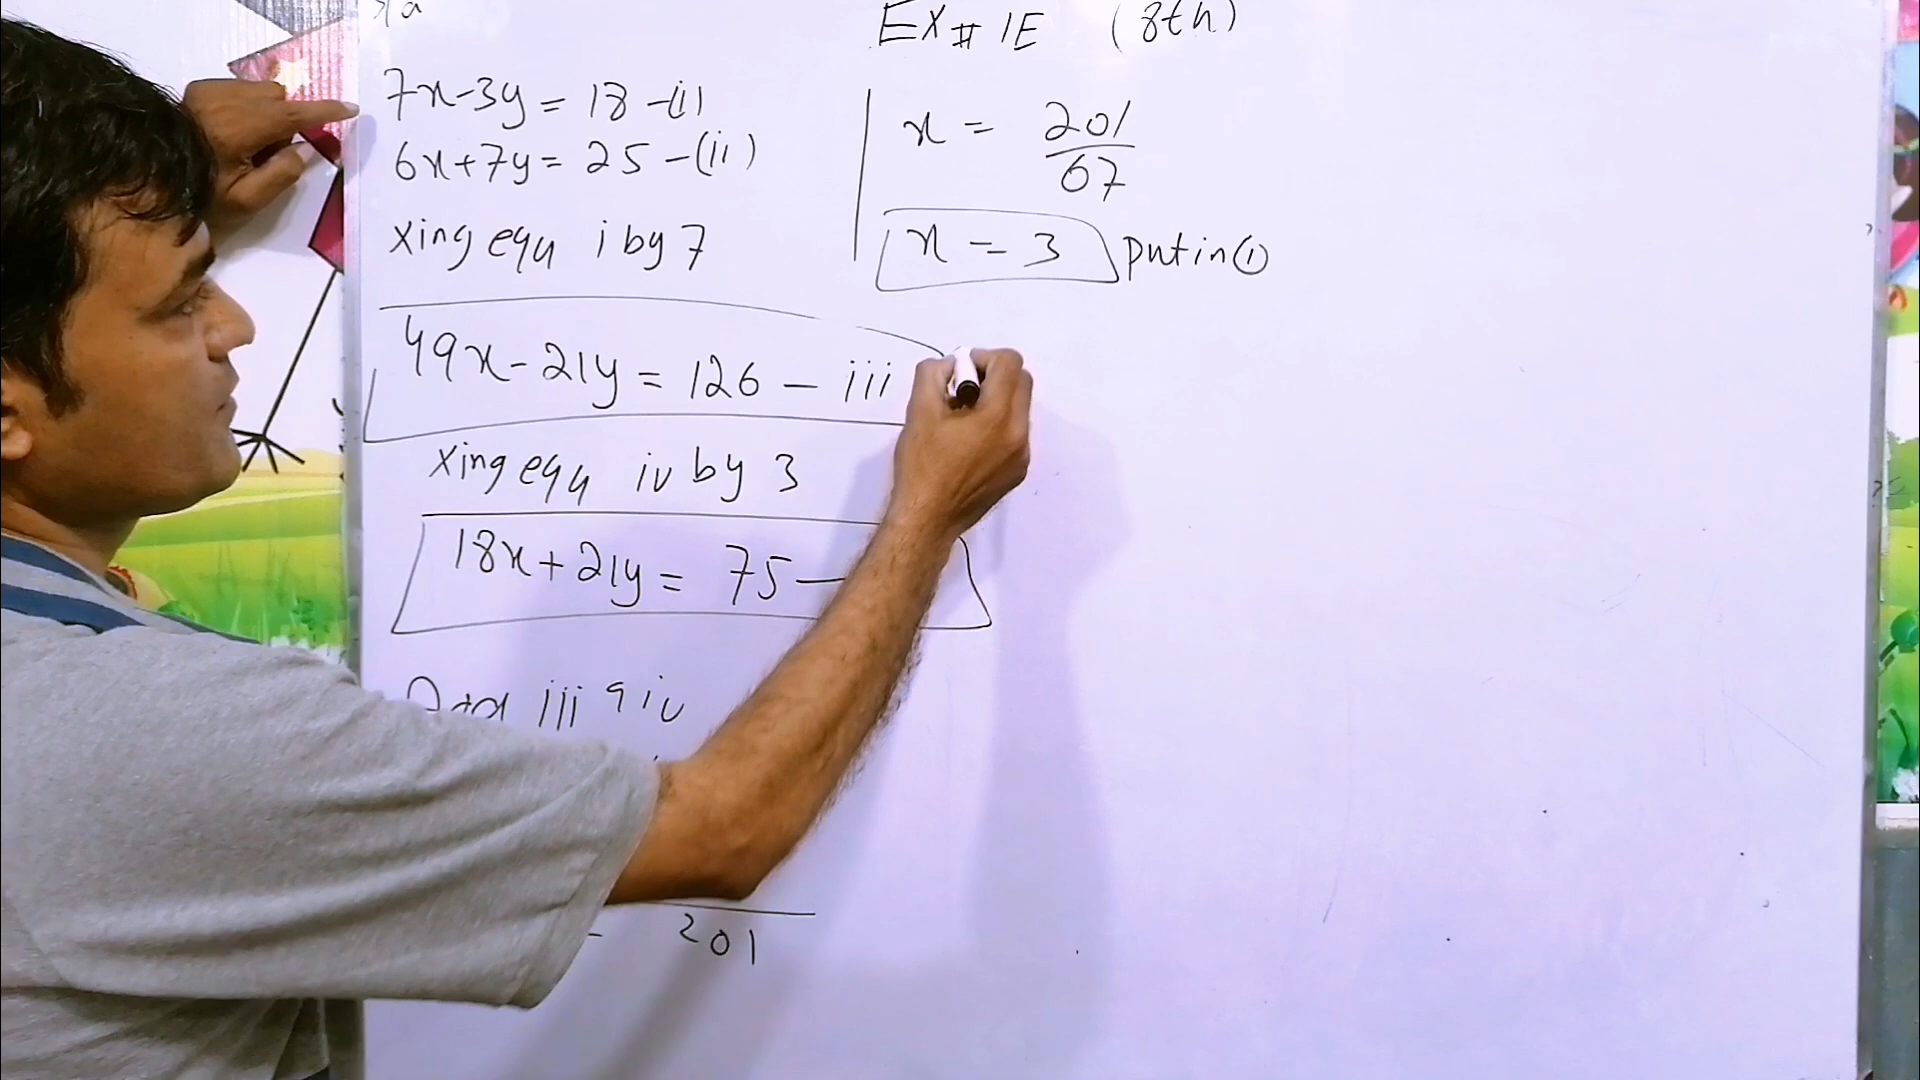 Ex # 1E (8th)
7x-3y = 18 -(i)
6x+7y = 25 -(ii)
xing equ i by 7
49x-21y = 126 - iii
xing equ iv by 3
18x+21y = 75 -
iii iv
201
x = 201/67
x = 3 put in (1)